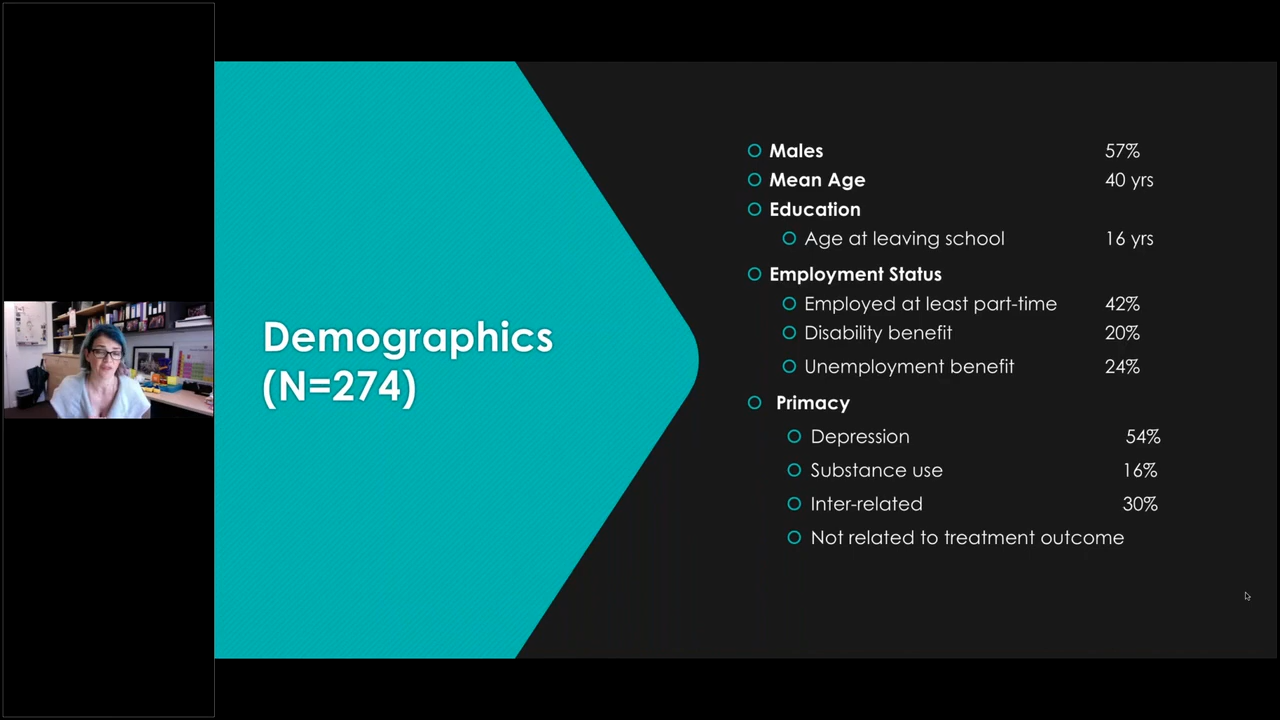 Demographics
(N=274)
Males 57%
Mean Age 40 yrs
Education
Age at leaving school 16 yrs
Employment Status
Employed at least part-time 42%
Disability benefit 20%
Unemployment benefit 24%
Primacy
Depression 54%
Substance use 16%
Inter-related 30%
Not related to treatment outcome